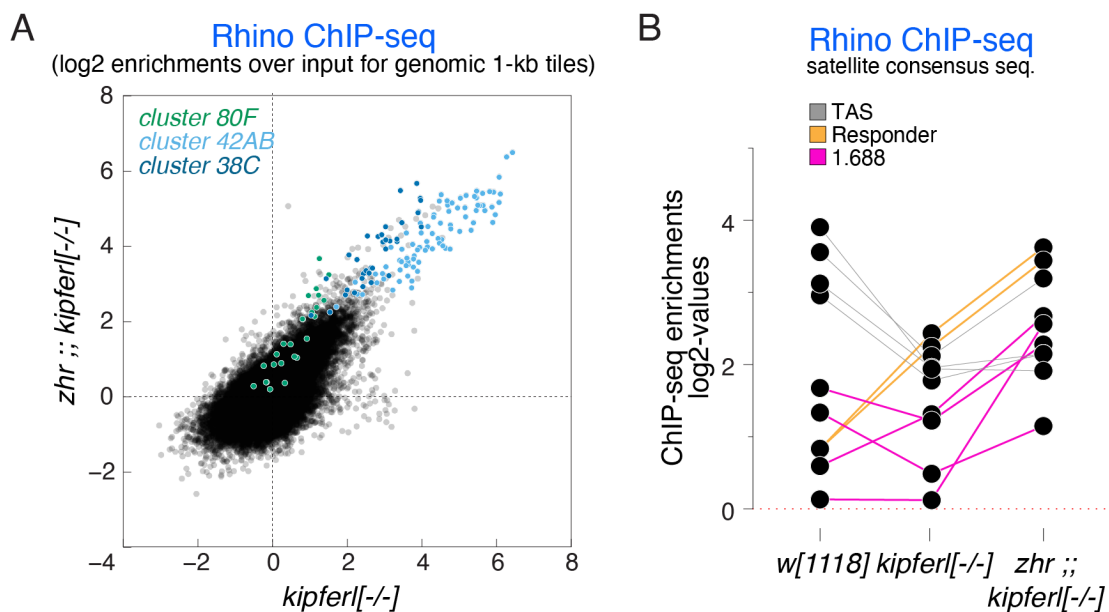 A
Rhino ChIP-seq
(log2 enrichments over input for genomic 1-kb tiles)
8
6
4
2
0
−2
−4
cluster 80F
cluster 42AB
cluster 38C
zhr ;; kipferl[-/-]
−4
−2
0
2
4
6
8
kipferl[-/-]
B
Rhino ChIP-seq
satellite consensus seq.
TAS
Responder
1.688
ChIP-seq enrichments
log2-values
4
2
0
w[1118]
kipferl[-/-]
zhr ;;
kipferl[-/-]